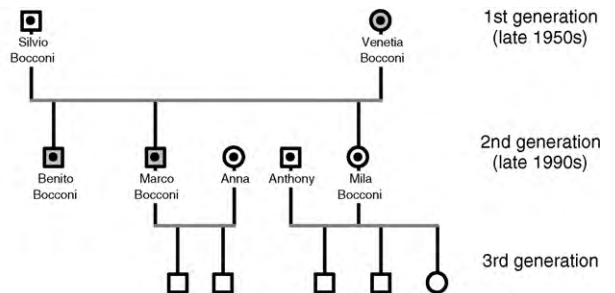 1st generation
(late 1950s)
Silvio
Bocconi
Venetia
Bocconi
2nd generation
(late 1990s)
Benito
Bocconi
Marco
Bocconi
Anna
Anthony
Mila
Bocconi
3rd generation